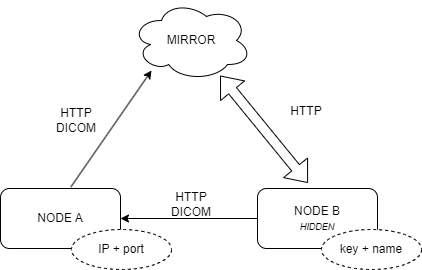 MIRROR
HTTP
DICOM
HTTP
HTTP
DICOM
NODE A
NODE B
HIDDEN
IP + port
key + name